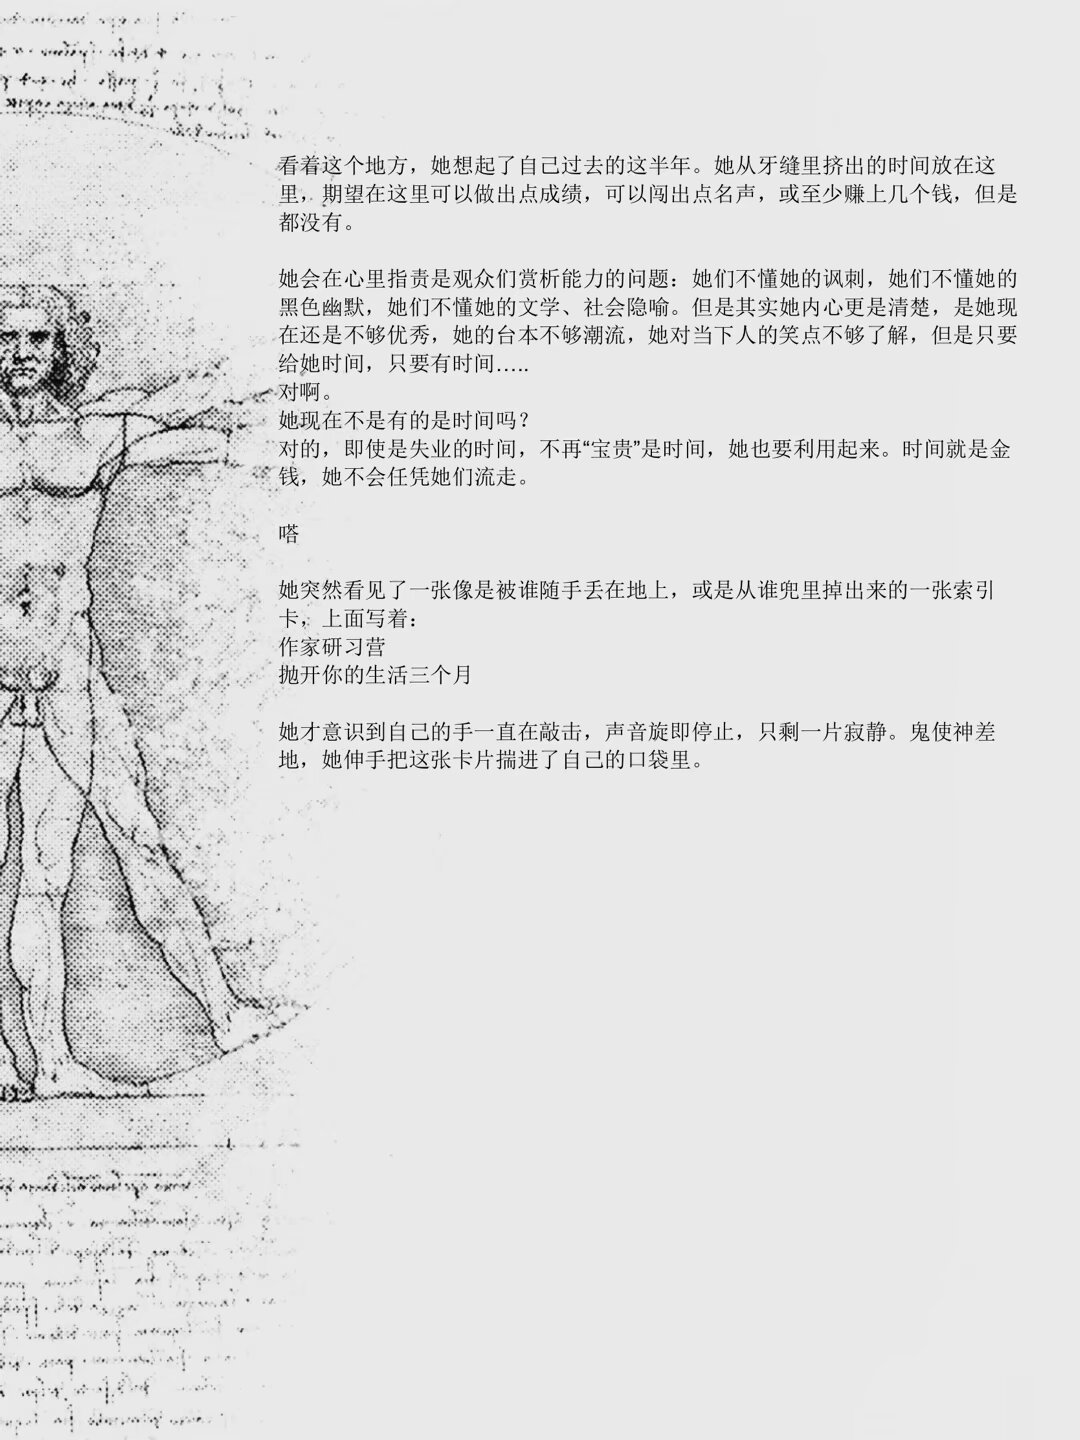 看着这个地方，她想起了自己过去的这半年。她从牙缝里挤出的时间放在这
里，期望在这里可以做出点成绩，可以闯出点名声，或至少赚上几个钱，但是
都没有。
她会在心里指责是观众们赏析能力的问题：她们不懂她的讽刺，她们不懂她的
黑色幽默，她们不懂她的文学、社会隐喻。但是其实她内心更是清楚，是她现
在还是不够优秀，她的台本不够潮流，她对当下人的笑点不够了解，但是只要
给她时间，只要有时间…..
对啊。
她现在不是有的是时间吗？
对的，即使是失业的时间，不再“宝贵”是时间，她也要利用起来。时间就是金
钱，她不会任凭她们流走。
嗒
她突然看见了一张像是被谁随手丢在地上，或是从谁兜里掉出来的一张索引
卡，上面写着：
作家研习营
抛开你的生活三个月
她才意识到自己的手一直在敲击，声音旋即停止，只剩一片寂静。鬼使神差
地，她伸手把这张卡片揣进了自己的口袋里。